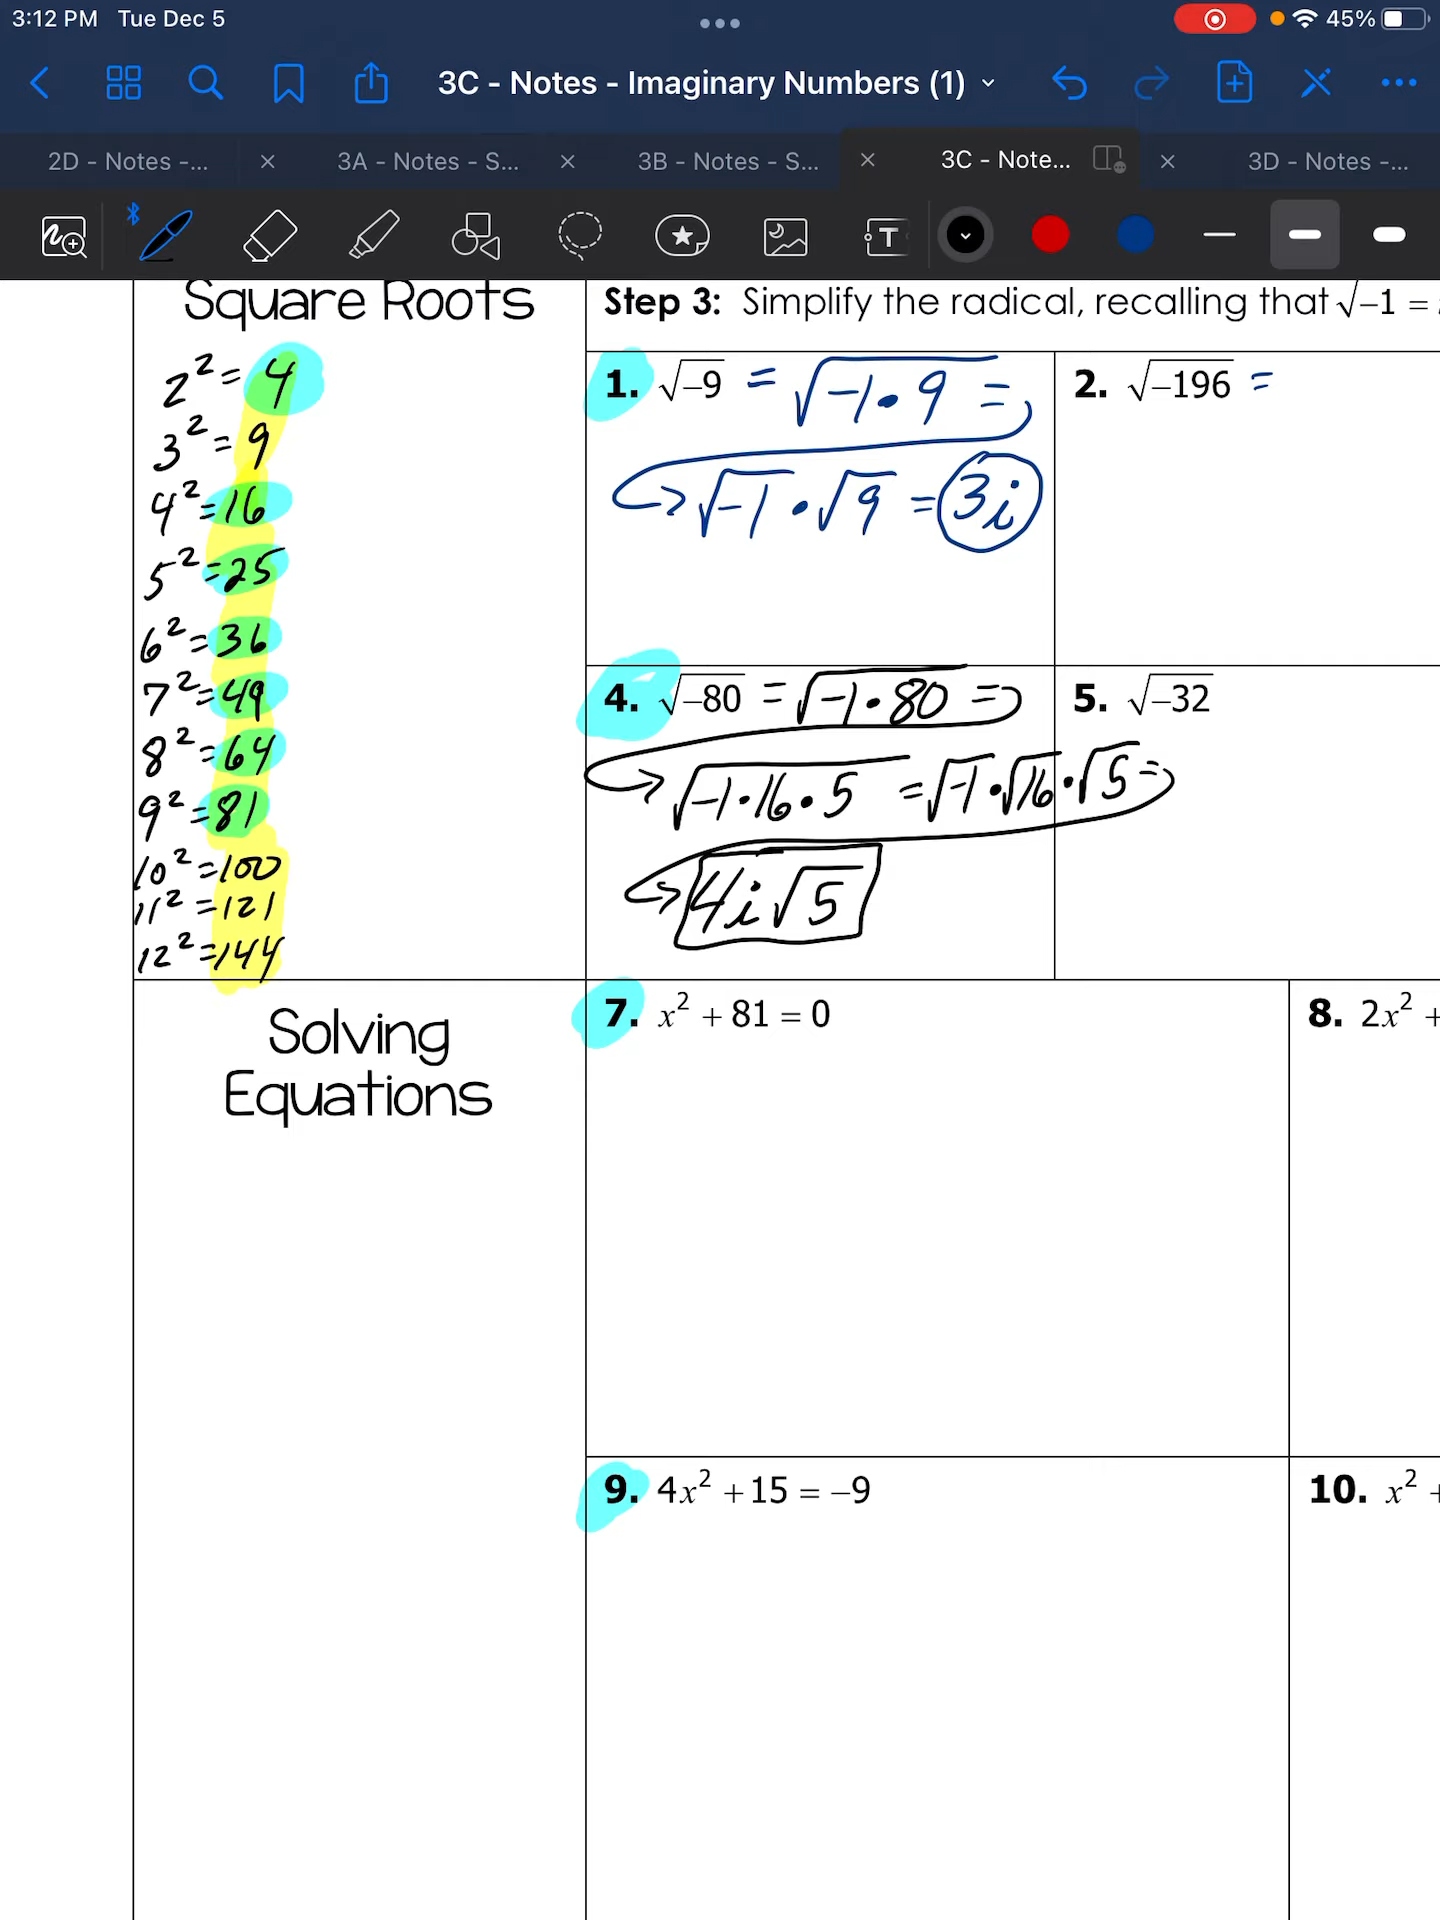 3:12 PM Tue Dec 5
45%
3C - Notes - Imaginary Numbers (1)
2D - Notes -...
3A - Notes - S...
3B - Notes - S...
3C - Note...
3D - Notes -...
T
Square Roots
Step 3: Simplify the radical, recalling that √−1 =
2² = 4
3² = 9
4² = 16
5² = 25
6² = 36
7² = 49
8² = 64
9² = 81
10² = 100
11² = 121
12² = 144
1. √−9 = √−1 • 9 =
√−1 • √9 = 3i
2. √−196 =
4. √−80 = √−1 • 80 =
√−1 • 16 • 5 = √−1 • √16 • √5 =
4i√5
5. √−32
Solving
Equations
7. x² + 81 = 0
8. 2x² +
9. 4x² + 15 = −9
10. x² +